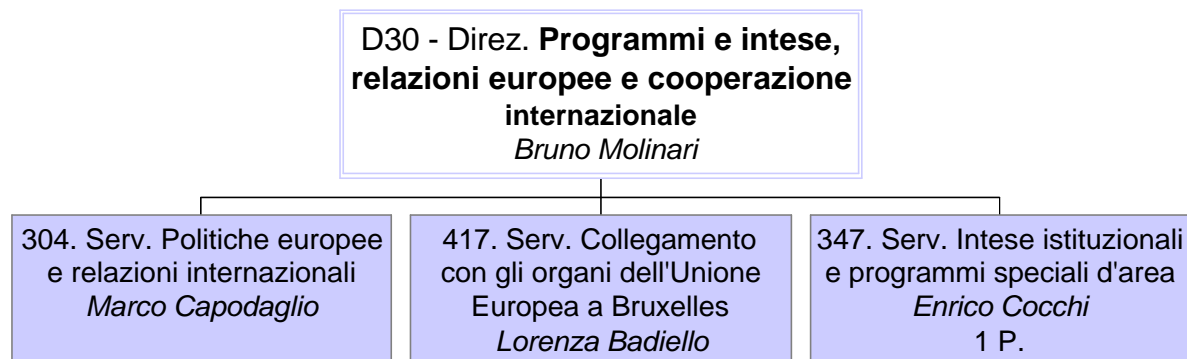 D30 - Direz. Programmi e intese,
relazioni europee e cooperazione
internazionale
Bruno Molinari
304. Serv. Politiche europee
e relazioni internazionali
Marco Capodaglio
417. Serv. Collegamento
con gli organi dell'Unione
Europea a Bruxelles
Lorenza Badiello
347. Serv. Intese istituzionali
e programmi speciali d'area
Enrico Cocchi
1 P.